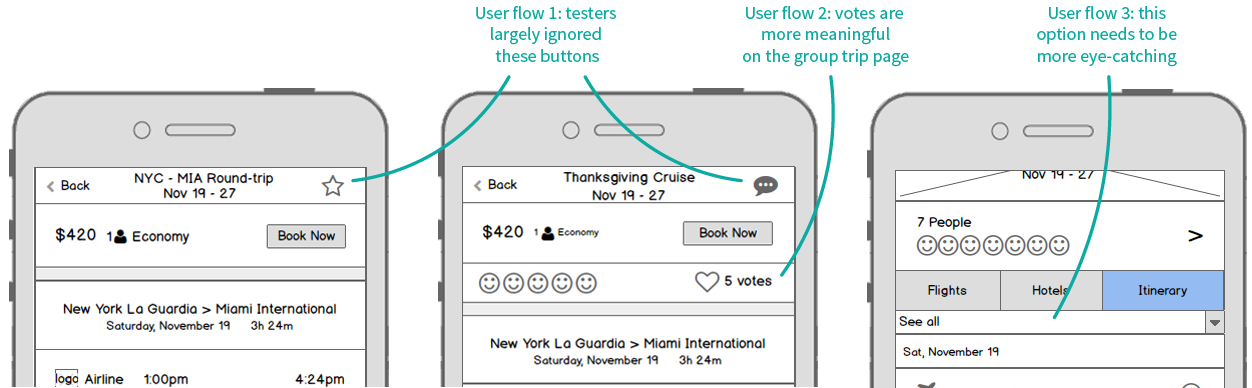 User flow 1: testers
largely ignored
these buttons
User flow 2: votes are
more meaningful
on the group trip page
User flow 3: this
option needs to be
more eye-catching
Back
NYC - MIA Round-trip
Nov 19 - 27
$420 1 Economy
Book Now
New York La Guardia > Miami International
Saturday, November 19 3h 24m
logo Airline 1:00pm 4:24pm
Back
Thanksgiving Cruise
Nov 19 - 27
$420 1 Economy
Book Now
5 votes
New York La Guardia > Miami International
Saturday, November 19 3h 24m
Nov 19 - 27
7 People
>
Flights Hotels Itinerary
See all
Sat, November 19